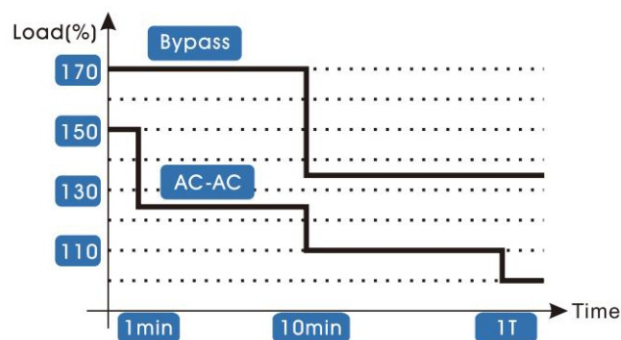 Load(%)
Bypass
170
150
AC-AC
130
110
Time
1min
10min
1T